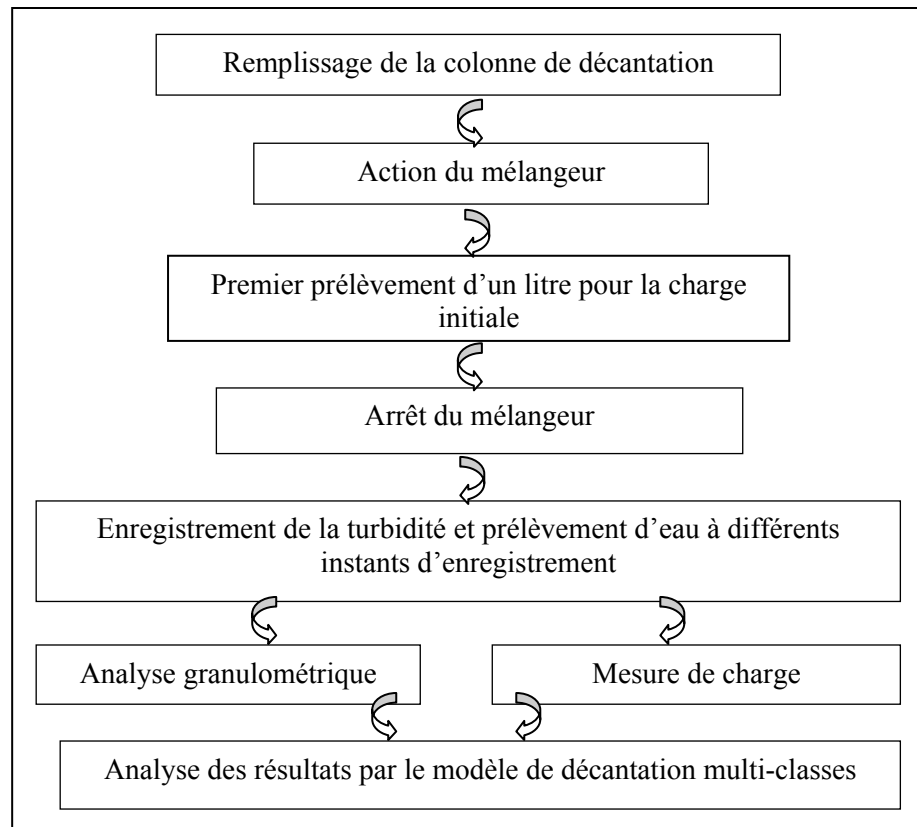 Remplissage de la colonne de décantation
Action du mélangeur
Premier prélèvement d’un litre pour la charge
initiale
Arrêt du mélangeur
Enregistrement de la turbidité et prélèvement d’eau à différents
instants d’enregistrement
Analyse granulométrique
Mesure de charge
Analyse des résultats par le modèle de décantation multi-classes